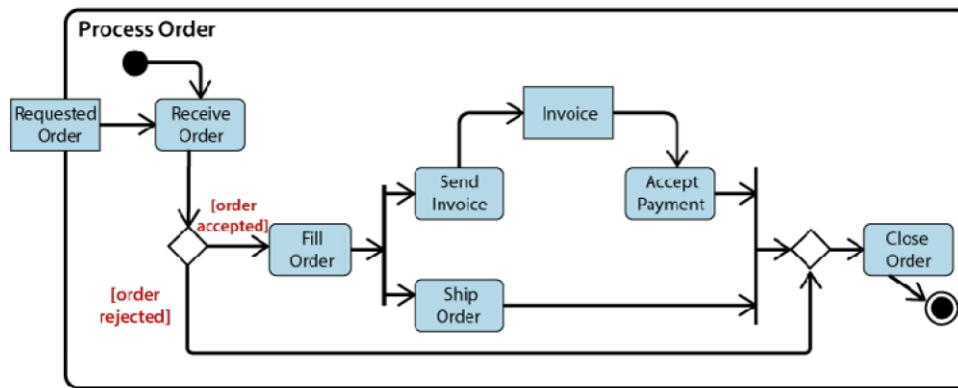 Process Order
Requested
Order
Receive
Order
[order
accepted]
[order
rejected]
Fill
Order
Send
Invoice
Invoice
Accept
Payment
Ship
Order
Close
Order